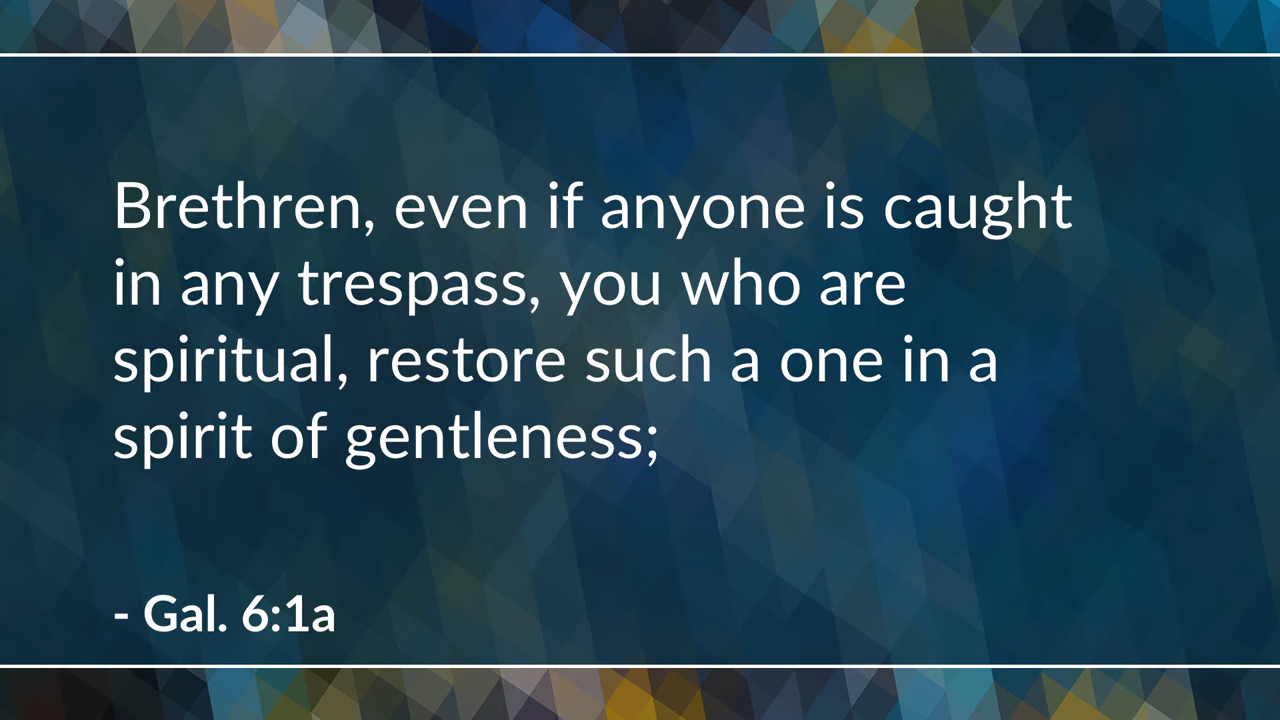 Brethren, even if anyone is caught
in any trespass, you who are
spiritual, restore such a one in a
spirit of gentleness;
- Gal. 6:1a